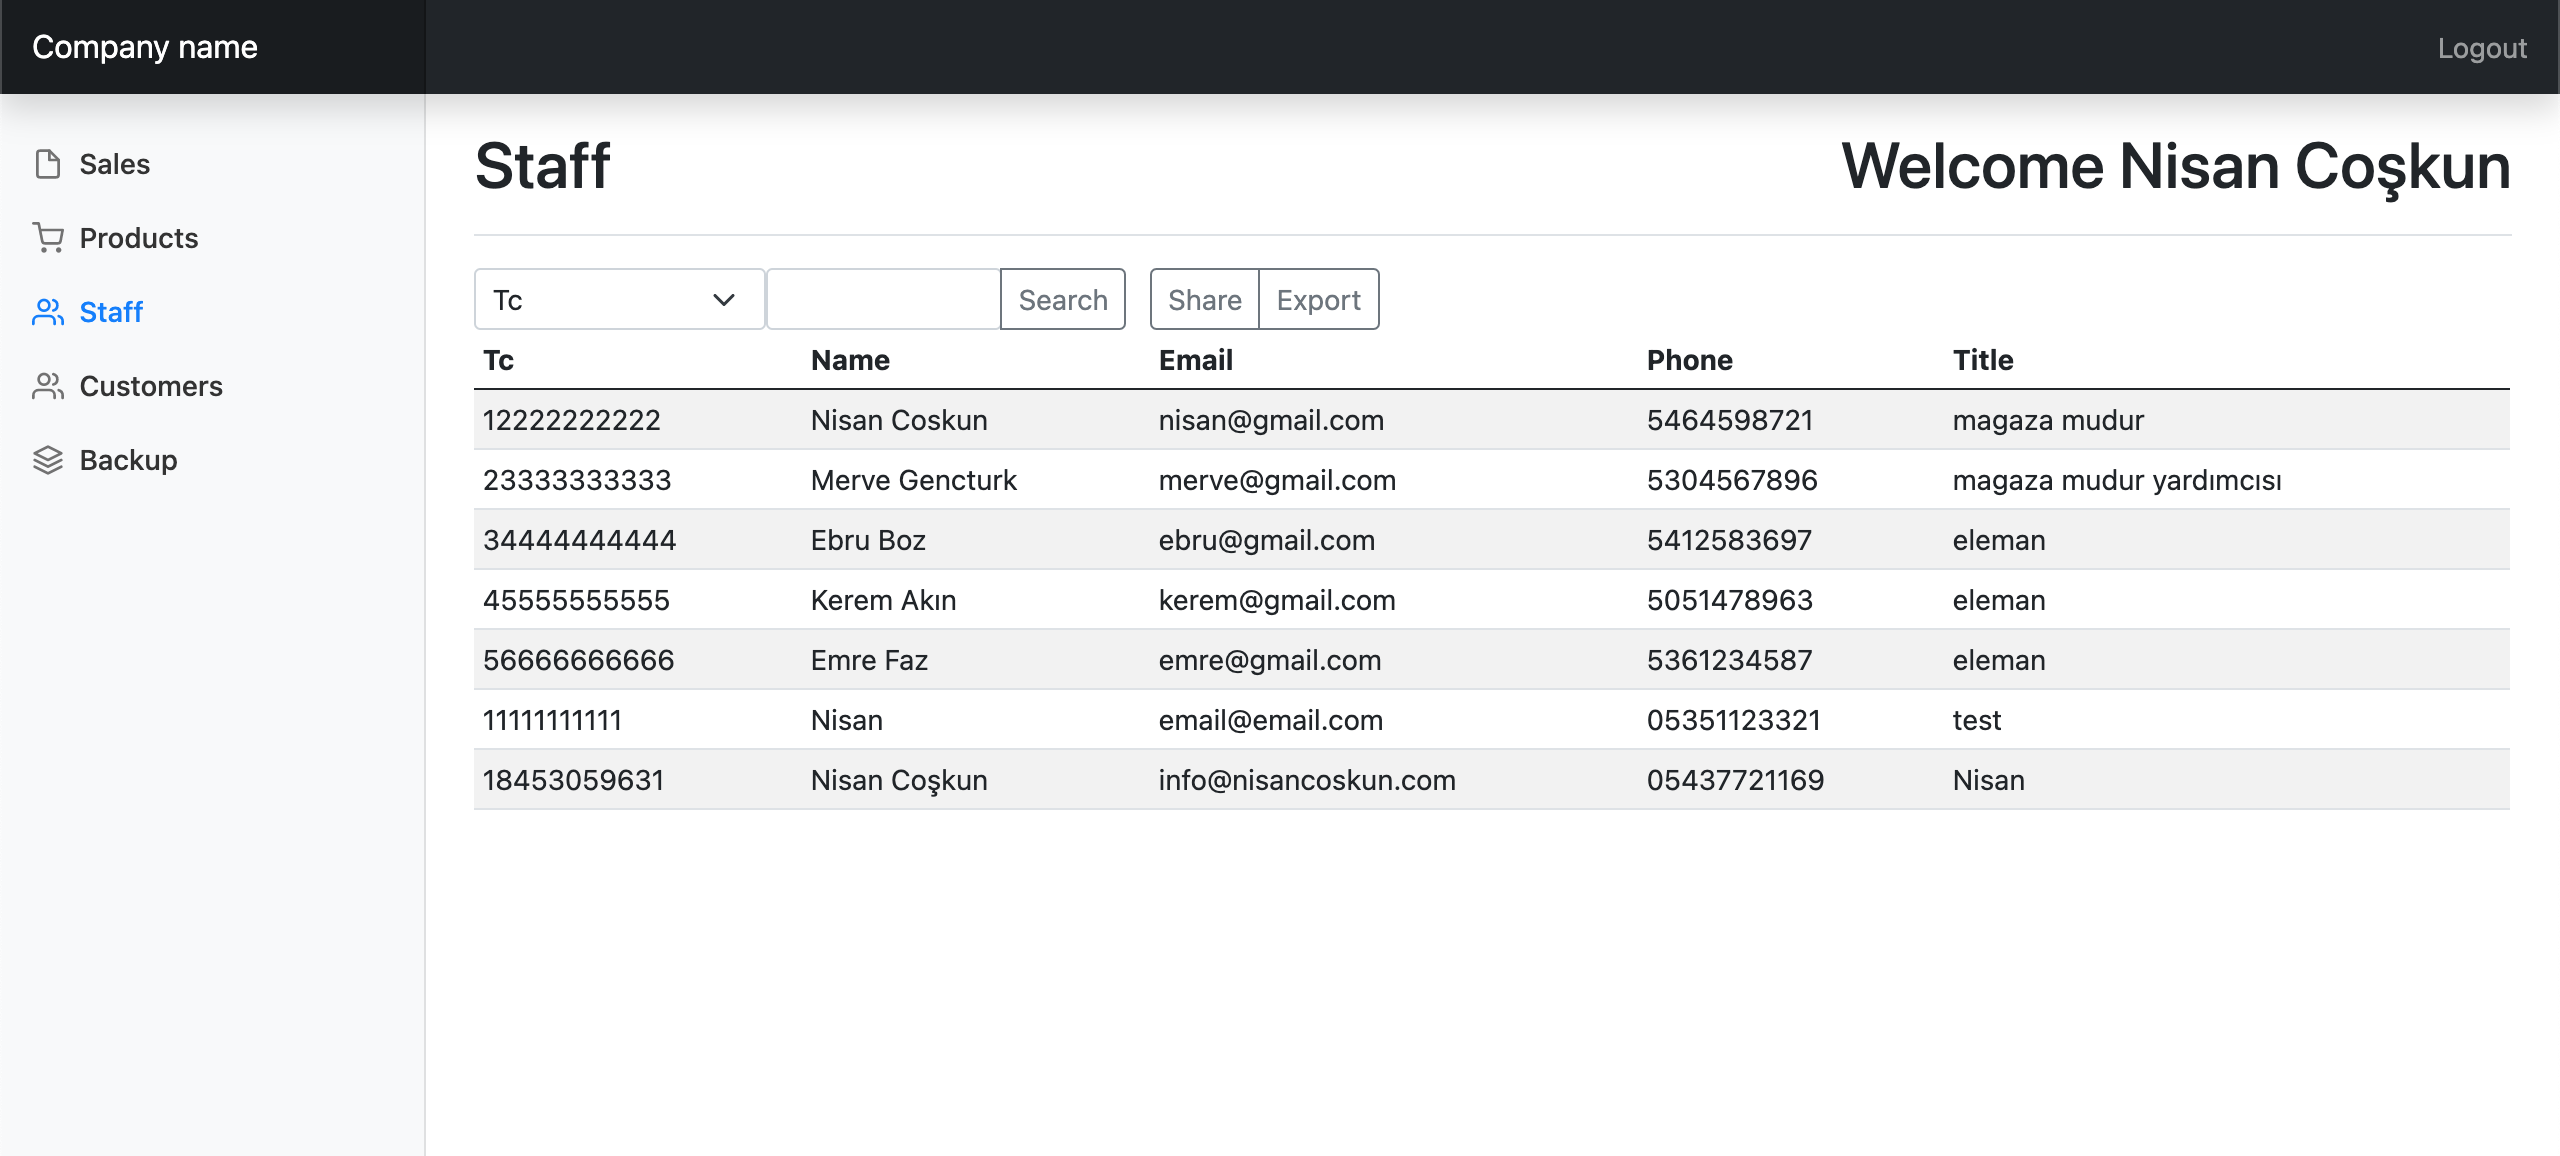 Company name
Logout
Sales
Products
Staff
Customers
Backup
Staff
Welcome Nisan Coşkun
Tc
Search
Share
Export
Tc Name Email Phone Title
12222222222 Nisan Coskun nisan@gmail.com 5464598721 magaza mudur
23333333333 Merve Gencturk merve@gmail.com 5304567896 magaza mudur yardımcısı
34444444444 Ebru Boz ebru@gmail.com 5412583697 eleman
45555555555 Kerem Akın kerem@gmail.com 5051478963 eleman
56666666666 Emre Faz emre@gmail.com 5361234587 eleman
11111111111 Nisan email@email.com 05351123321 test
18453059631 Nisan Coşkun info@nisancoskun.com 05437721169 Nisan